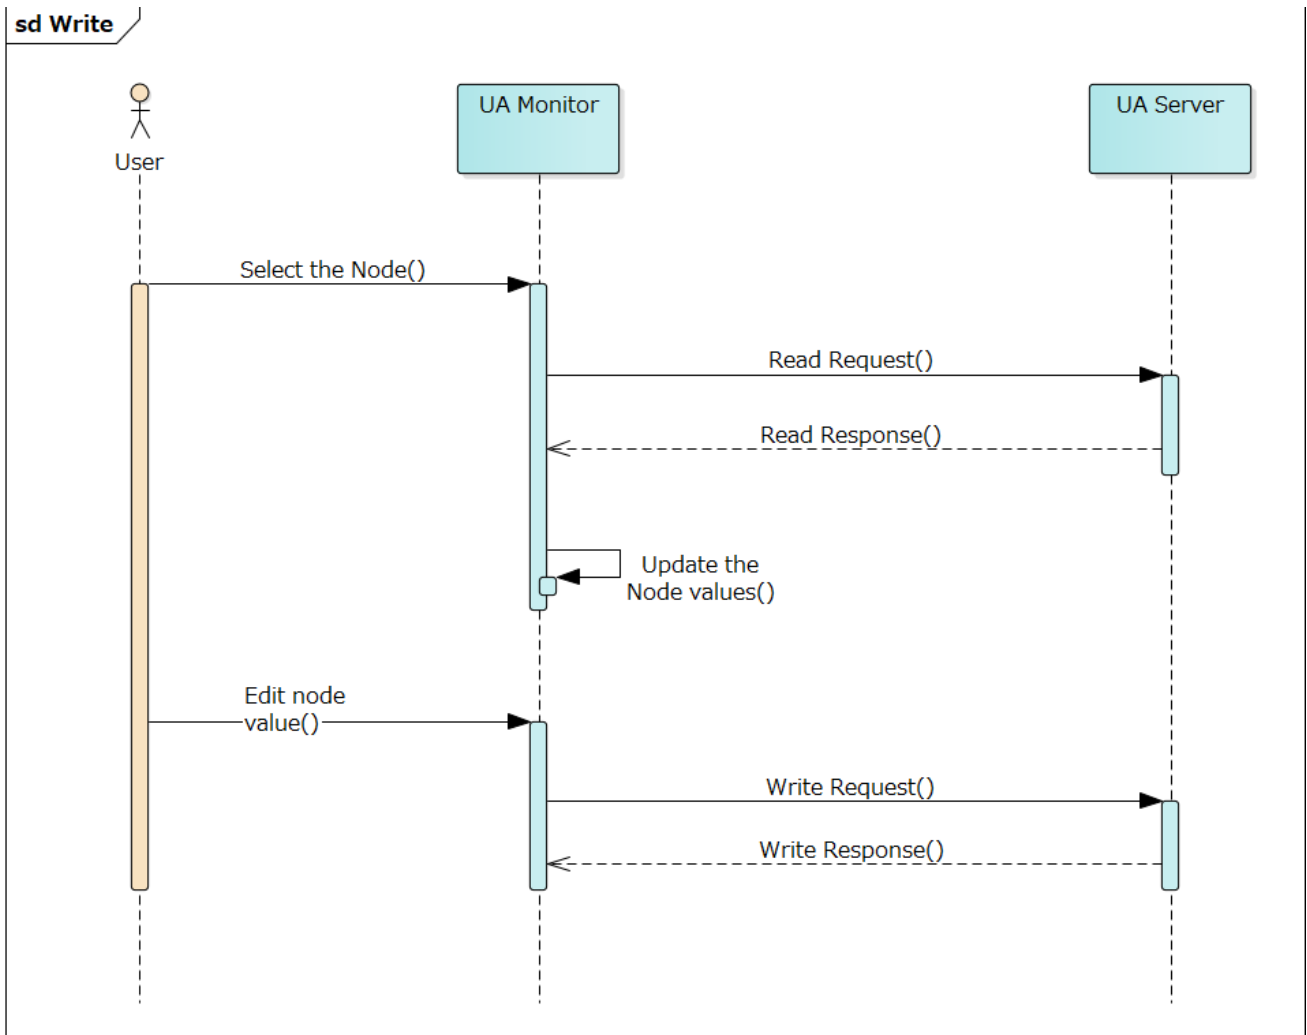 sd Write
User
UA Monitor
UA Server
Select the Node()
Read Request()
Read Response()
Update the
Node values()
Edit node
value()
Write Request()
Write Response()